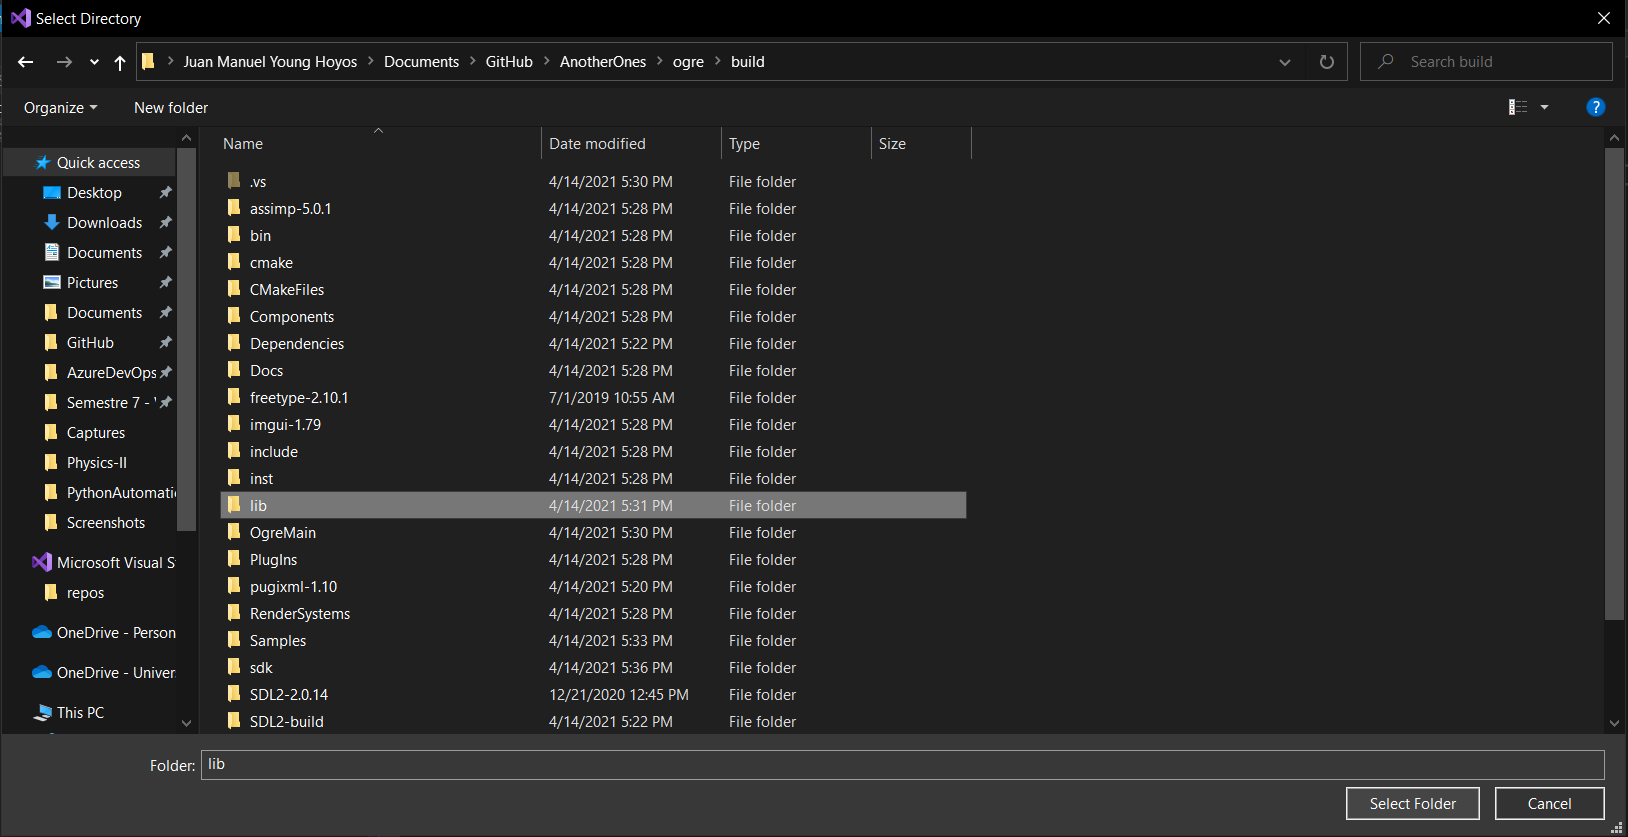 Select Directory
Juan Manuel Young Hoyos > Documents > GitHub > AnotherOnes > ogre > build
Search build
Organize
New folder
?
Name Date modified Type Size
Quick access
Desktop
Downloads
Documents
Pictures
Documents
GitHub
AzureDevOps
Semestre 7 - '
Captures
Physics-II
PythonAutomatic
Screenshots
Microsoft Visual S
repos
OneDrive - Person
OneDrive - Univer
This PC
.vs 4/14/2021 5:30 PM File folder
assimp-5.0.1 4/14/2021 5:28 PM File folder
bin 4/14/2021 5:28 PM File folder
cmake 4/14/2021 5:28 PM File folder
CMakeFiles 4/14/2021 5:28 PM File folder
Components 4/14/2021 5:28 PM File folder
Dependencies 4/14/2021 5:22 PM File folder
Docs 4/14/2021 5:28 PM File folder
freetype-2.10.1 7/1/2019 10:55 AM File folder
imgui-1.79 4/14/2021 5:28 PM File folder
include 4/14/2021 5:28 PM File folder
inst 4/14/2021 5:28 PM File folder
lib 4/14/2021 5:31 PM File folder
OgreMain 4/14/2021 5:30 PM File folder
PlugIns 4/14/2021 5:28 PM File folder
pugixml-1.10 4/14/2021 5:20 PM File folder
RenderSystems 4/14/2021 5:28 PM File folder
Samples 4/14/2021 5:33 PM File folder
sdk 4/14/2021 5:36 PM File folder
SDL2-2.0.14 12/21/2020 12:45 PM File folder
SDL2-build 4/14/2021 5:22 PM File folder
Folder: lib
Select Folder
Cancel